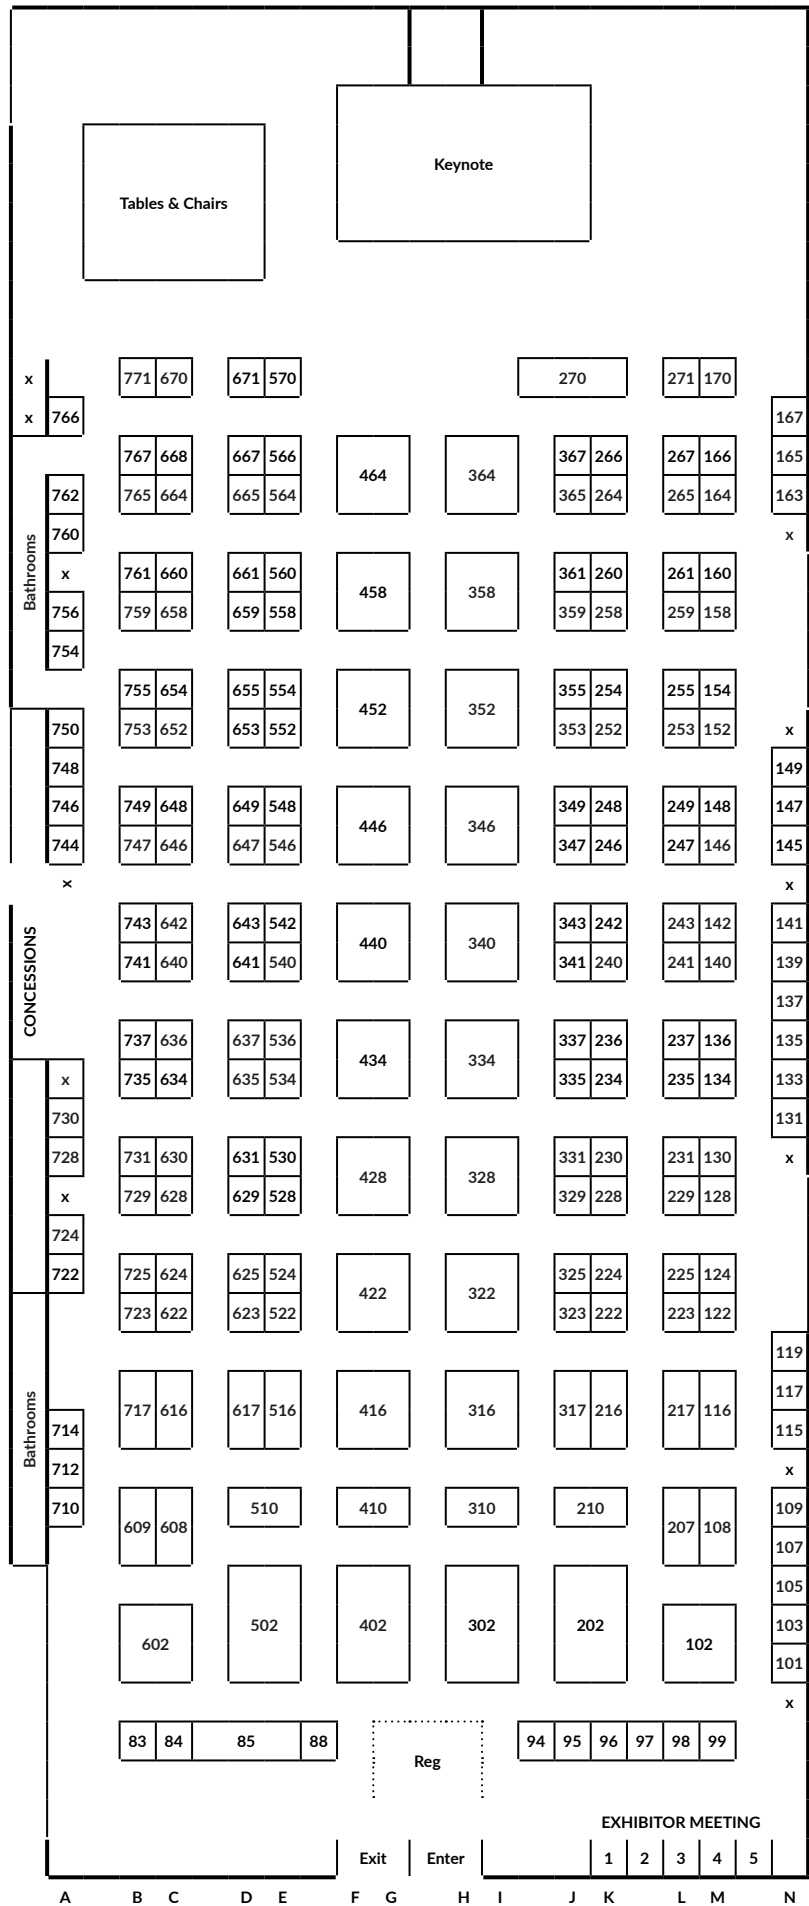 Keynote
Tables & Chairs
x 771 670 671 570 270 271 170
x 766 167
767 668 667 566 367 266 267 166 165
464 364
762 765 664 665 564 365 264 265 164 163
760 x
Bathrooms
x 761 660 661 560 361 260 261 160
458 358
756 759 658 659 558 359 258 259 158
754
755 654 655 554 355 254 255 154
452 352
750 753 652 653 552 353 252 253 152 x
748 149
746 749 648 649 548 349 248 249 148 147
446 346
744 747 646 647 546 347 246 247 146 145
x x
743 642 643 542 343 242 243 142 141
440 340
741 640 641 540 341 240 241 140 139
CONCESSIONS
137
737 636 637 536 337 236 237 136 135
434 334
x 735 634 635 534 335 234 235 134 133
730 131
728 731 630 631 530 331 230 231 130 x
428 328
x 729 628 629 528 329 228 229 128
724
722 725 624 625 524 325 224 225 124
422 322
723 622 623 522 323 222 223 122
119
117
717 616 617 516 416 316 317 216 217 116
Bathrooms
714 115
712 x
710 510 410 310 210 109
609 608 207 108
107
105
502 402 302 202 103
602 102
101
x
83 84 85 88 94 95 96 97 98 99
Reg
EXHIBITOR MEETING
Exit Enter 1 2 3 4 5
A B C D E F G H I J K L M N